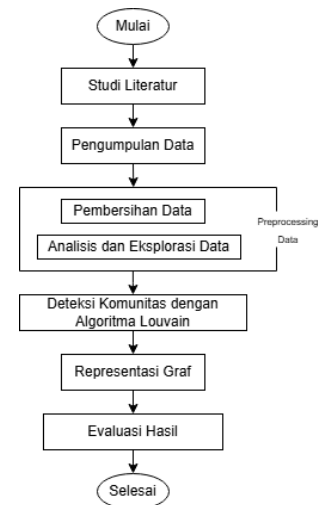 Mulai
Studi Literatur
Pengumpulan Data
Pembersihan Data
Analisis dan Eksplorasi Data
Preprocessing
Data
Deteksi Komunitas dengan
Algoritma Louvain
Representasi Graf
Evaluasi Hasil
Selesai